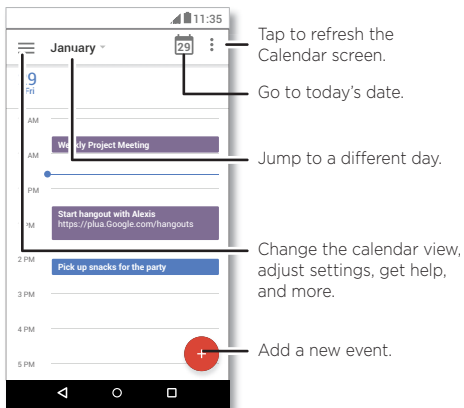 11:35
January
29
9
Fri
AM
Weekly Project Meeting
AM
PM
Start hangout with Alexis
https://plua.Google.com/hangouts
PM
2 PM
Pick up snacks for the party
3 PM
4 PM
+
5 PM
Tap to refresh the
Calendar screen.
Go to today’s date.
Jump to a different day.
Change the calendar view,
adjust settings, get help,
and more.
Add a new event.